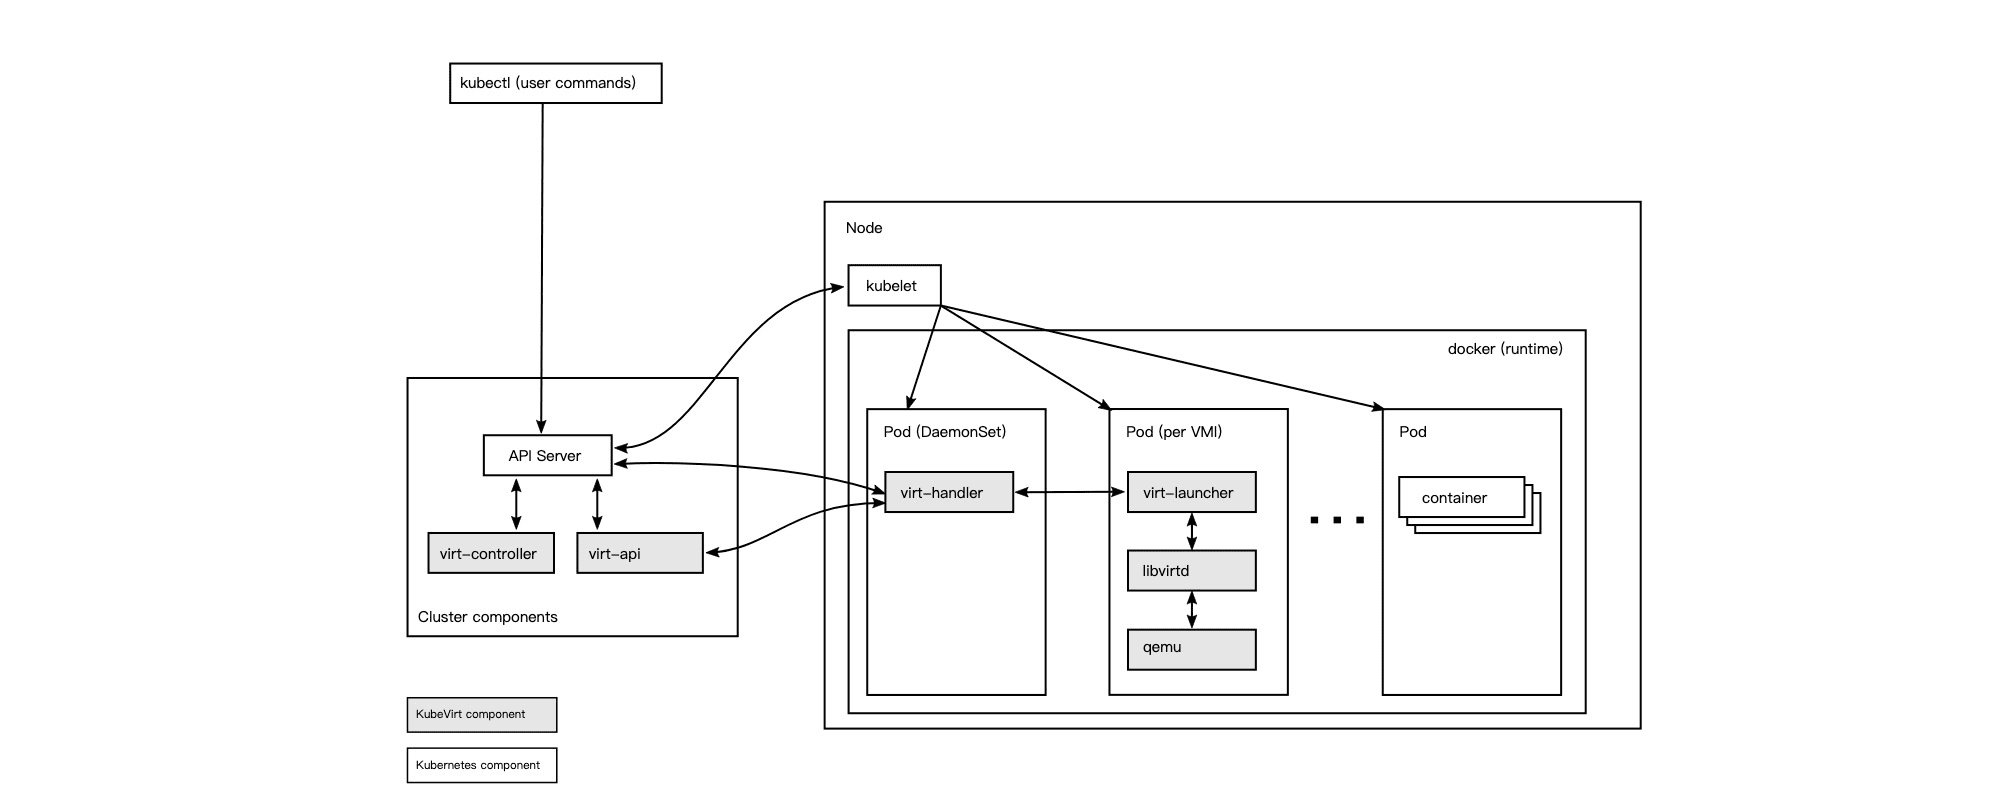 kubectl (user commands)
Node
kubelet
docker (runtime)
API Server
virt-controller
virt-api
Cluster components
Pod (DaemonSet)
virt-handler
Pod (per VMI)
virt-launcher
libvirtd
qemu
Pod
container
KubeVirt component
Kubernetes component